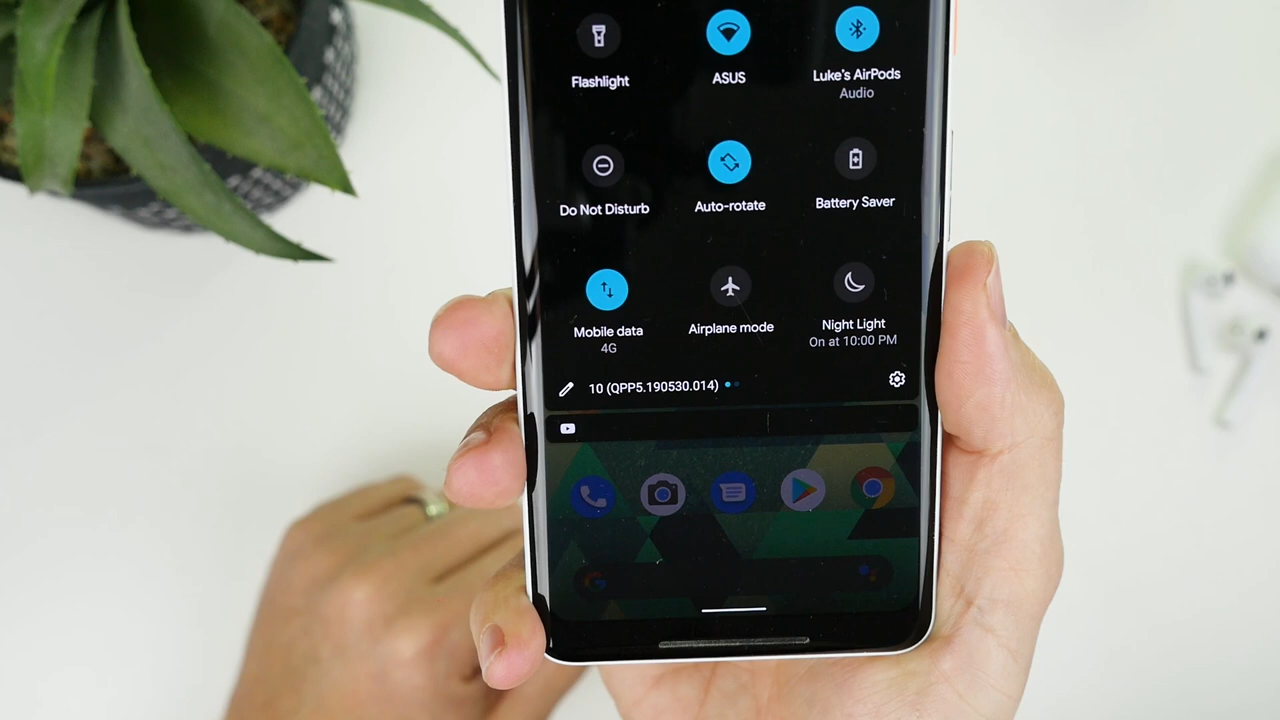 Flashlight
ASUS
Luke's AirPods
Audio
Do Not Disturb
Auto-rotate
Battery Saver
Mobile data
4G
Airplane mode
Night Light
On at 10:00 PM
10 (QPP5.190530.014)